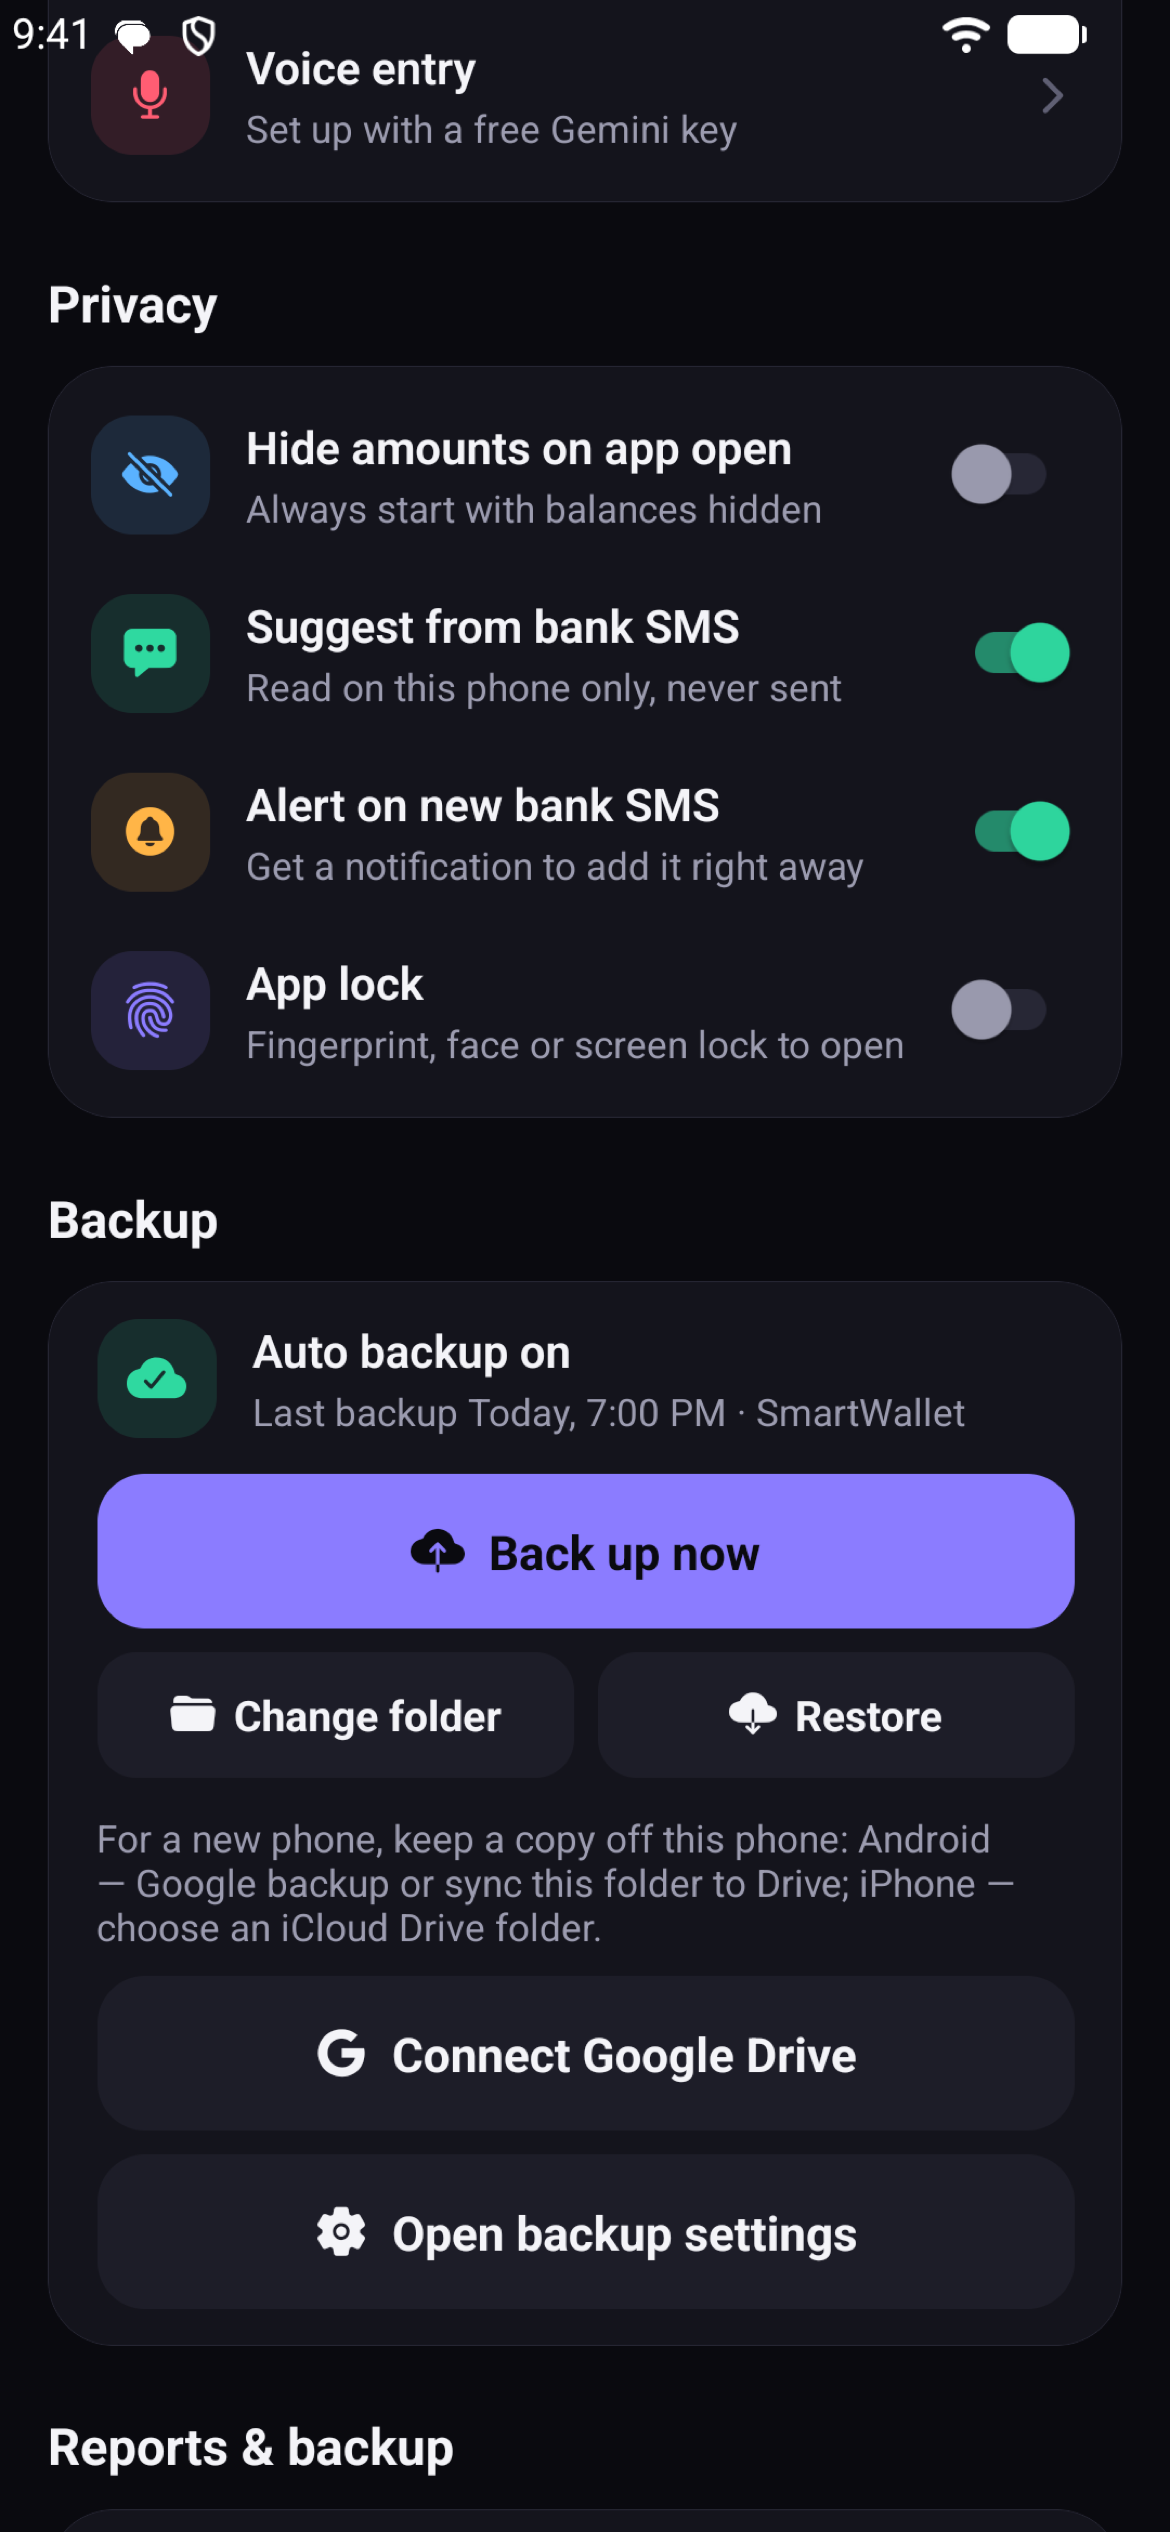 9:41
Voice entry
Set up with a free Gemini key
Privacy
Hide amounts on app open
Always start with balances hidden
Suggest from bank SMS
Read on this phone only, never sent
Alert on new bank SMS
Get a notification to add it right away
App lock
Fingerprint, face or screen lock to open
Backup
Auto backup on
Last backup Today, 7:00 PM · SmartWallet
Back up now
Change folder
Restore
For a new phone, keep a copy off this phone: Android
— Google backup or sync this folder to Drive; iPhone —
choose an iCloud Drive folder.
Connect Google Drive
Open backup settings
Reports & backup